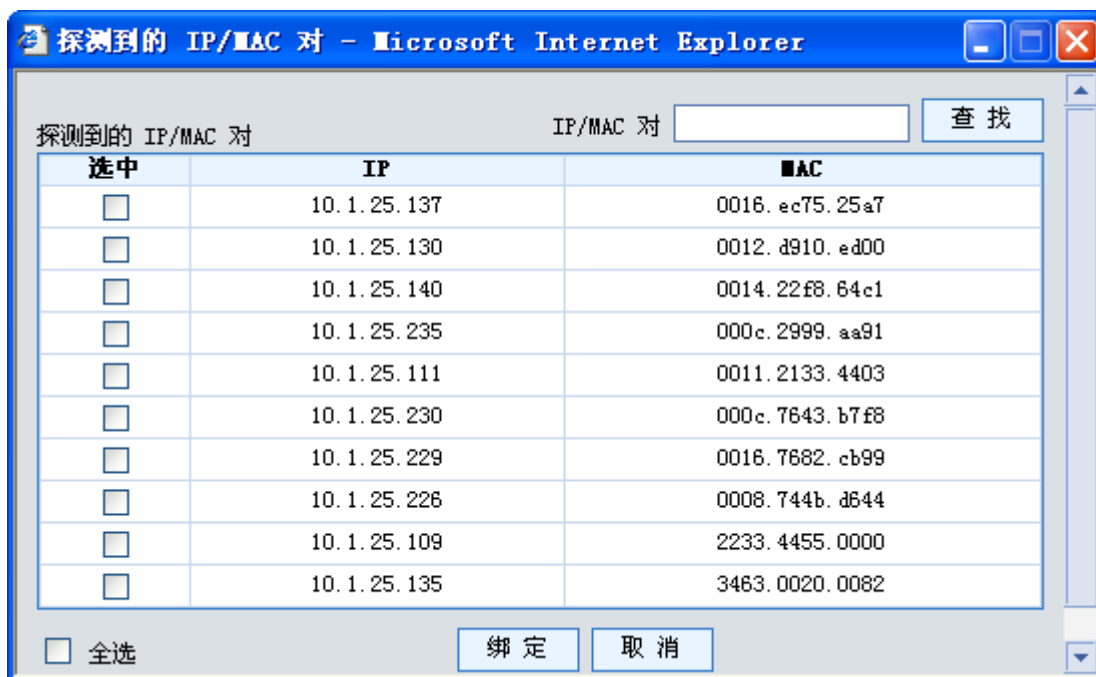 探测到的 IP/MAC 对 - Microsoft Internet Explorer
探测到的 IP/MAC 对 IP/MAC 对 查 找
选中 IP MAC
10.1.25.137 0016.ec75.25a7
10.1.25.130 0012.d910.ed00
10.1.25.140 0014.22f8.64c1
10.1.25.235 000c.2999.aa91
10.1.25.111 0011.2133.4403
10.1.25.230 000c.7643.b7f8
10.1.25.229 0016.7682.cb99
10.1.25.226 0008.744b.d644
10.1.25.109 2233.4455.0000
10.1.25.135 3463.0020.0082
全选 绑 定 取 消